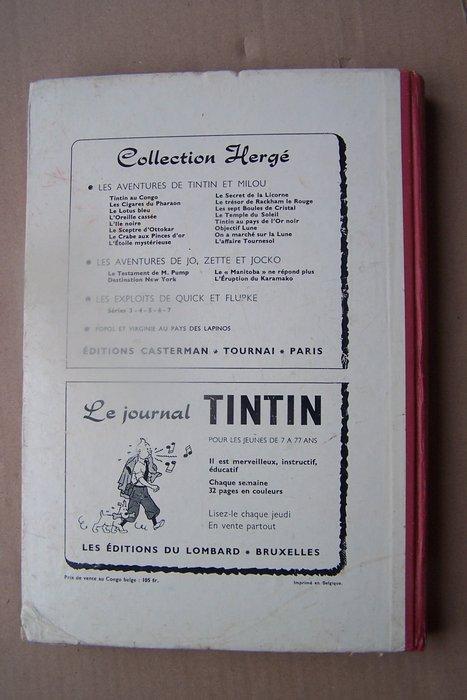 Collection Hergé
• LES AVENTURES DE TINTIN ET MILOU
Tintin au Congo
Les Cigares du Pharaon
Le Lotus bleu
L'Oreille cassée
L'Ile noire
Le Sceptre d'Ottokar
Le Crabe aux Pinces d'or
L'Étoile mystérieuse
Le Secret de la Licorne
Le trésor de Rackham le Rouge
Les sept Boules de Cristal
Le Temple du Soleil
Tintin au pays de l'Or noir
Objectif Lune
On a marché sur la Lune
L'affaire Tournesol
• LES AVENTURES DE JO, ZETTE ET JOCKO
Le Testament de M. Pump
Destination New York
Le « Manitoba » ne répond plus
L'Éruption du Karamako
• LES EXPLOITS DE QUICK ET FLUPKE
Séries 3 - 4 - 5 - 6 - 7
• POPOL ET VIRGINIE AU PAYS DES LAPINOS
ÉDITIONS CASTERMAN • TOURNAI • PARIS
Le journal TINTIN
POUR LES JEUNES DE 7 A 77 ANS
Il est merveilleux, instructif,
éducatif
Chaque semaine
32 pages en couleurs
Lisez-le chaque jeudi
En vente partout
LES ÉDITIONS DU LOMBARD • BRUXELLES
Prix de vente au Congo belge : 105 fr.
Imprimé en Belgique.